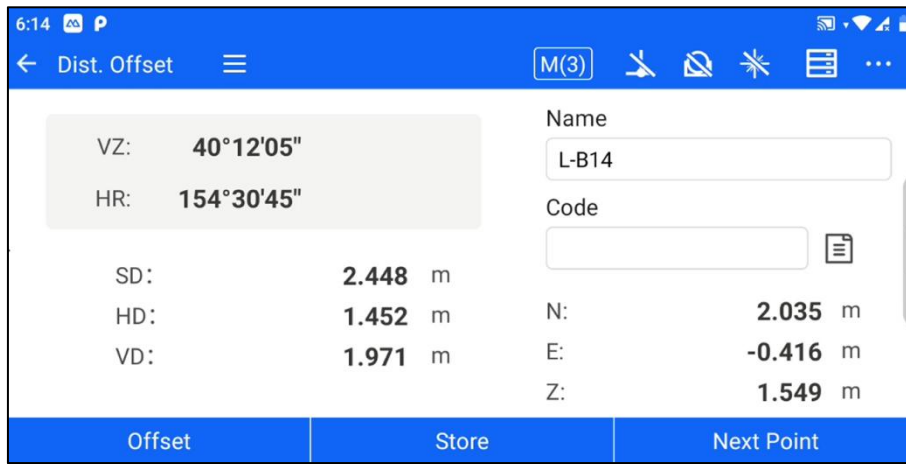 6:14
Dist. Offset
M(3)
VZ: 40°12'05"
HR: 154°30'45"
SD: 2.448 m
HD: 1.452 m
VD: 1.971 m
Name
L-B14
Code
N: 2.035 m
E: -0.416 m
Z: 1.549 m
Offset
Store
Next Point